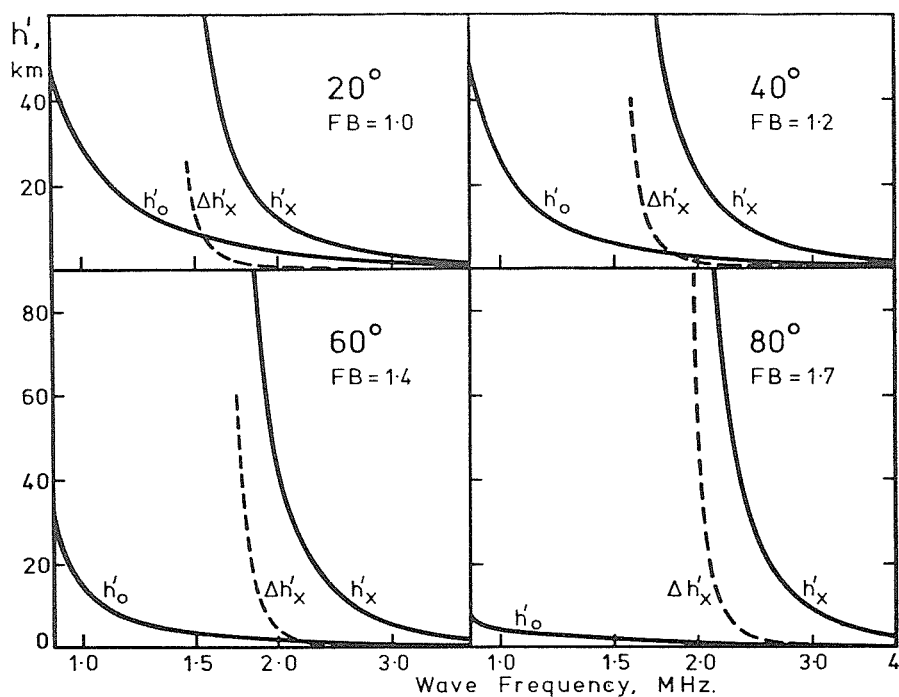 h',
km
20°
FB = 1·0
40
20
h'o
Δh'x
h'x
40°
FB = 1·2
h'o
Δh'x
h'x
60°
FB = 1·4
80
60
40
20
0
h'o
Δh'x
h'x
80°
FB = 1·7
h'o
Δh'x
h'x
1·0 1·5 2·0 3·0 1·0 1·5 2·0 3·0 4
Wave Frequency, MHz.